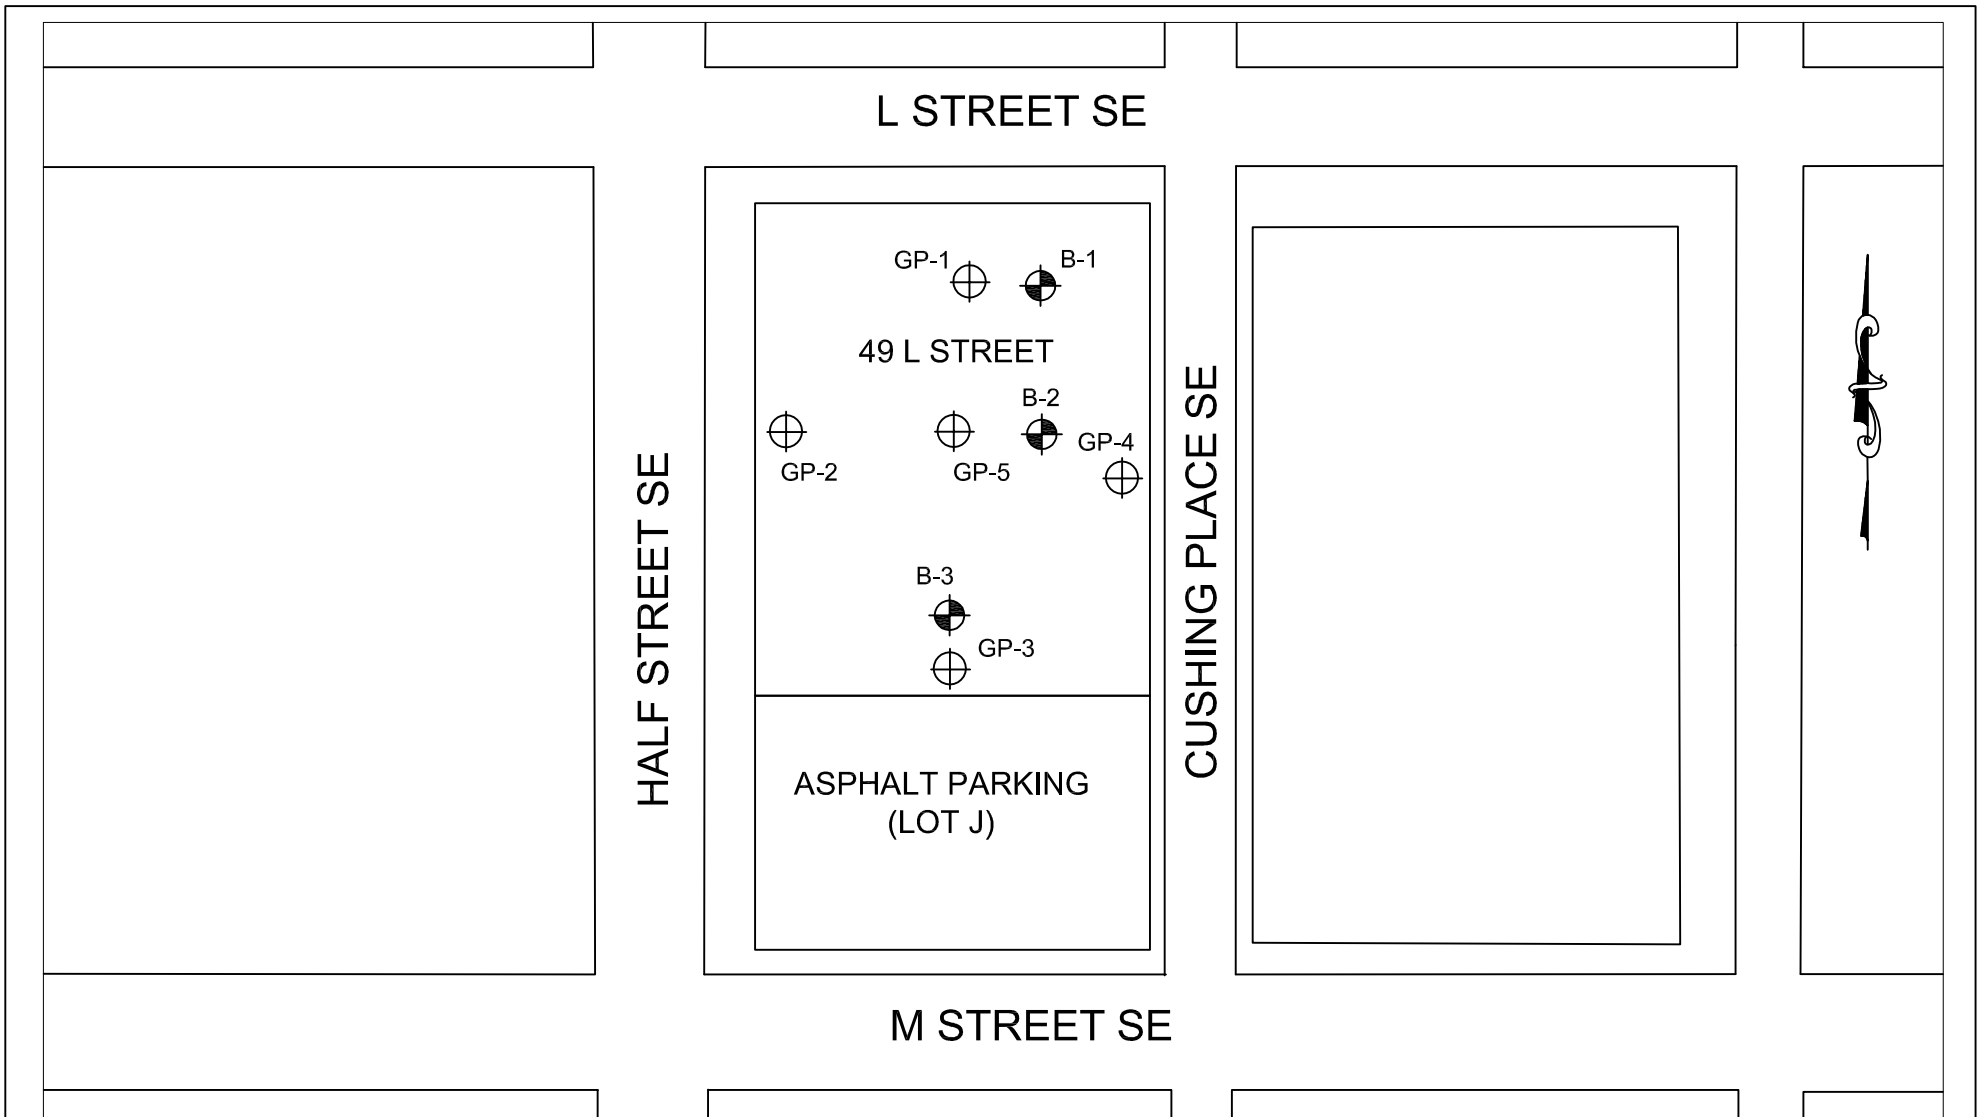 L STREET SE
GP-1
B-1
49 L STREET
B-2
GP-4
GP-2
GP-5
HALF STREET SE
CUSHING PLACE SE
B-3
GP-3
ASPHALT PARKING
(LOT J)
M STREET SE